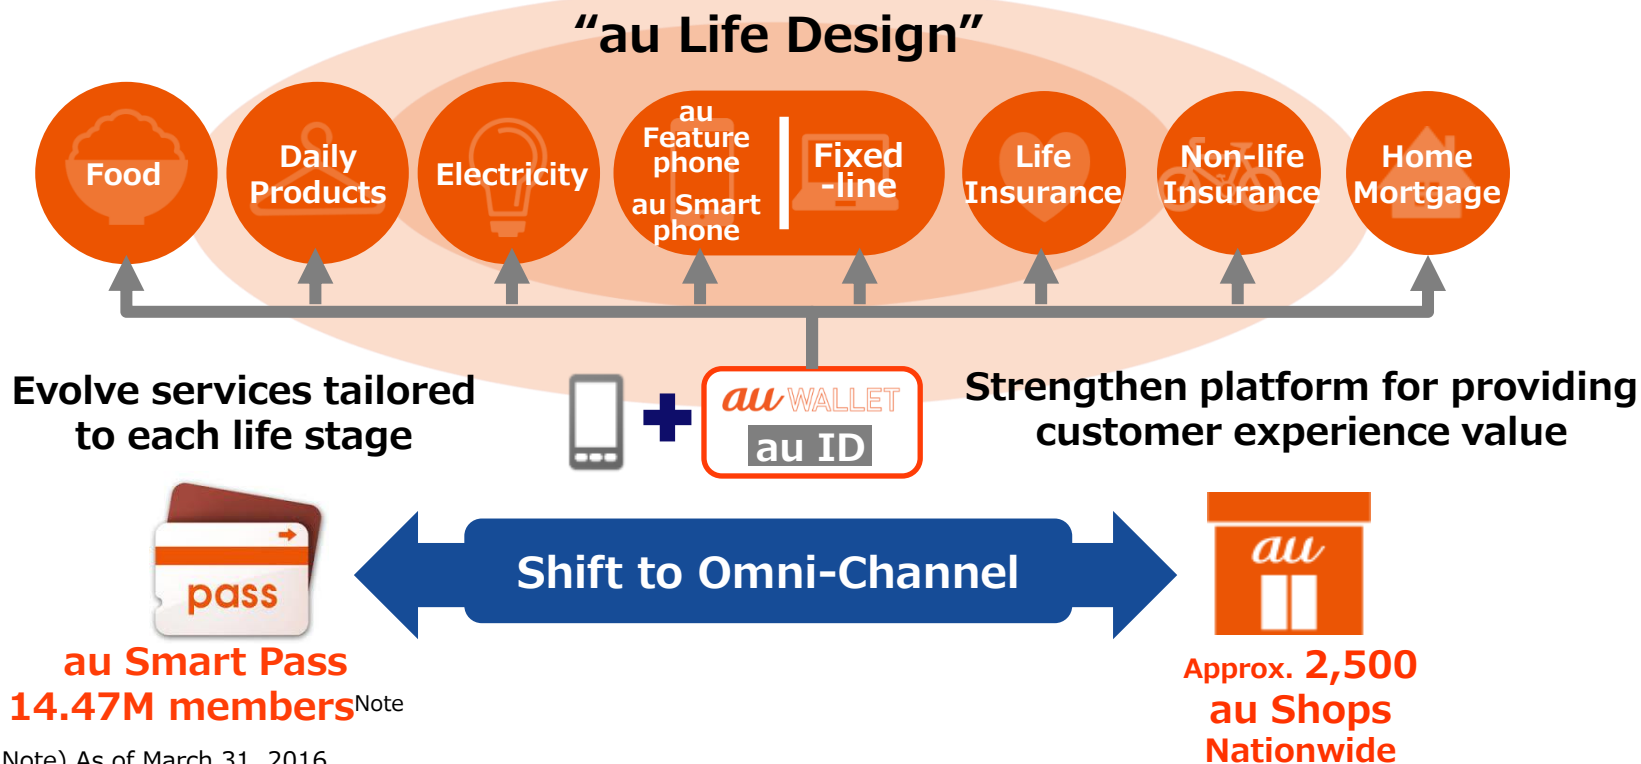 “au Life Design”
Food
Daily
Products
Electricity
au
Feature
phone
au Smart
phone
Fixed
-line
Life
Insurance
Non-life
Insurance
Home
Mortgage
Evolve services tailored
to each life stage
au WALLET
au ID
Strengthen platform for providing
customer experience value
pass
Shift to Omni-Channel
au
au Smart Pass
14.47M members Note
Approx. 2,500
au Shops
Nationwide
Note) As of March 31, 2016